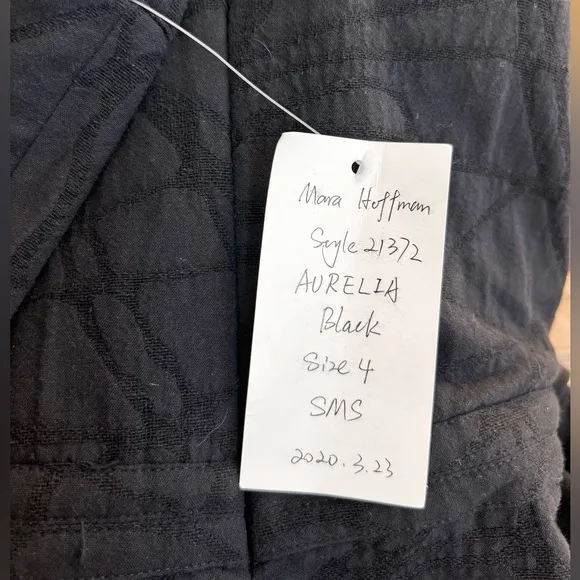 Mara Hoffman
Style 21372
AURELIA
Black
Size 4
SMS
2020.3.23